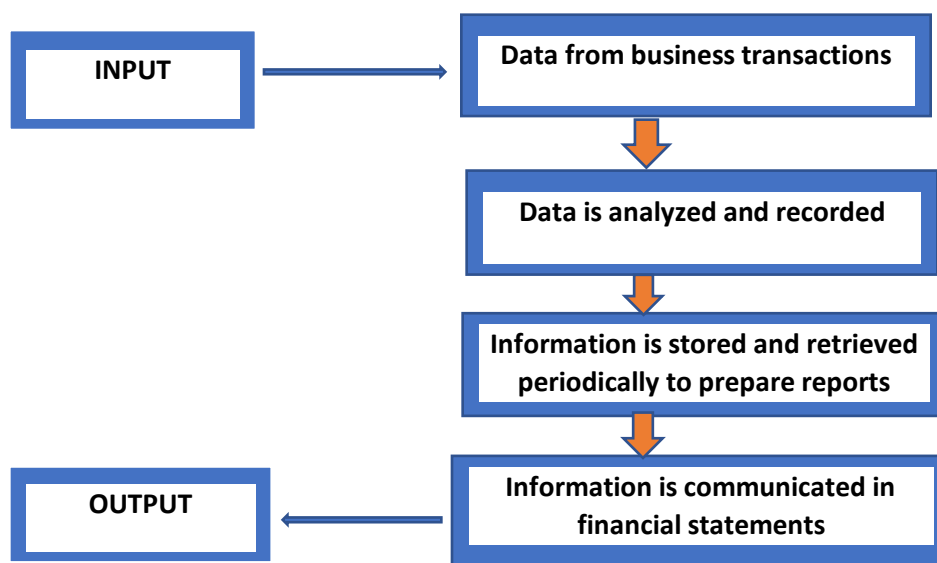 INPUT
Data from business transactions
Data is analyzed and recorded
Information is stored and retrieved
periodically to prepare reports
Information is communicated in
financial statements
OUTPUT